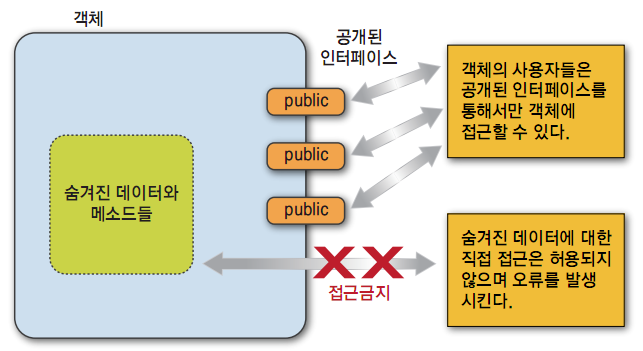 객체
공개된
인터페이스
public
public
public
숨겨진 데이터와
메소드들
객체의 사용자들은
공개된 인터페이스를
통해서만 객체에
접근할 수 있다.
접근금지
숨겨진 데이터에 대한
직접 접근은 허용되지
않으며 오류를 발생
시킨다.